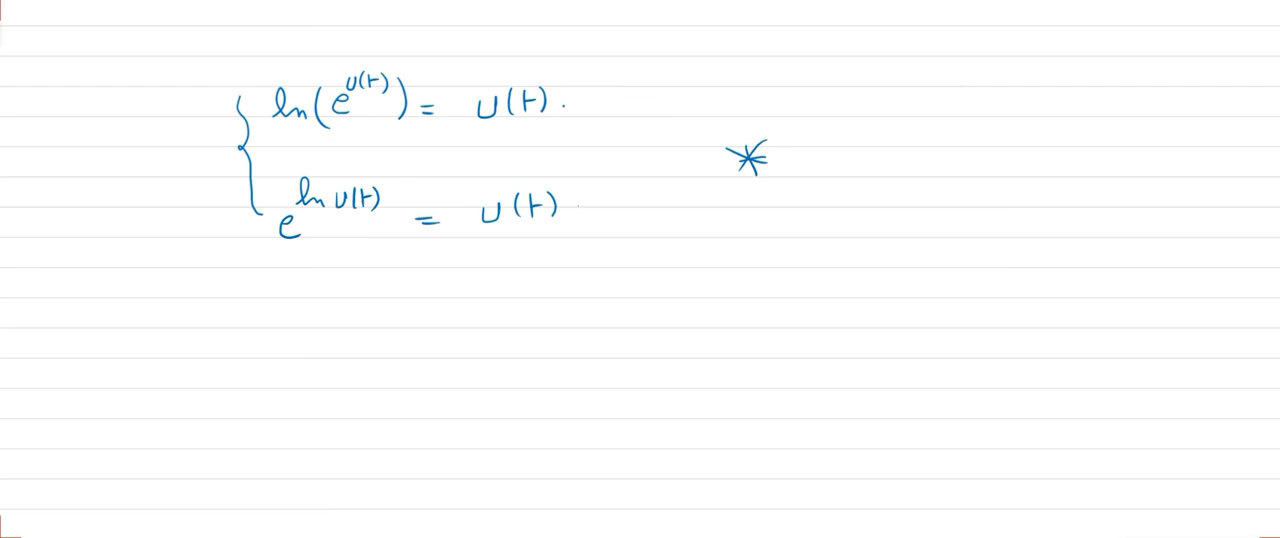 ln(e^{U(t)}) = U(t).
*
e^{ln U(t)} = U(t)